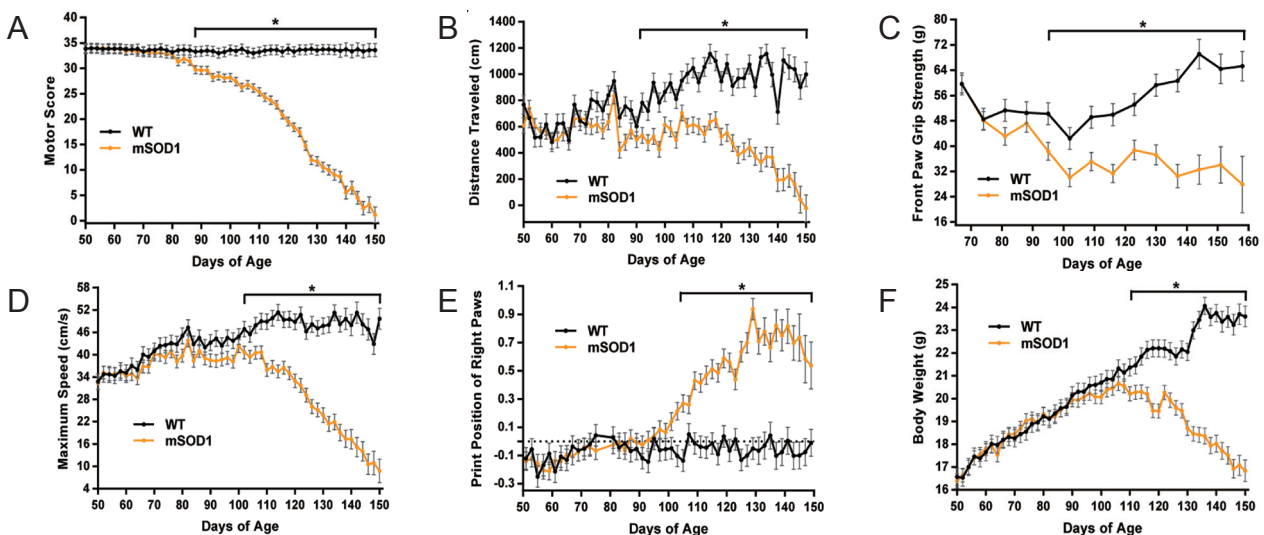 A
Motor Score
40
35
30
25
20
15
10
5
0
*
WT
mSOD1
50 60 70 80 90 100 110 120 130 140 150
Days of Age
B
Distance Traveled (cm)
1400
1200
1000
800
600
400
200
0
*
WT
mSOD1
50 60 70 80 90 100 110 120 130 140 150
Days of Age
C
Front Paw Grip Strength (g)
72
64
56
48
40
32
24
16
*
WT
mSOD1
70 80 90 100 110 120 130 140 150 160
Days of Age
D
Maximum Speed (cm/s)
58
52
46
40
34
28
22
16
10
4
*
WT
mSOD1
50 60 70 80 90 100 110 120 130 140 150
Days of Age
E
Print Position of Right Paws
1.1
0.9
0.7
0.5
0.3
0.1
-0.1
-0.3
*
WT
mSOD1
50 60 70 80 90 100 110 120 130 140 150
Days of Age
F
Body Weight (g)
25
24
23
22
21
20
19
18
17
16
*
WT
mSOD1
50 60 70 80 90 100 110 120 130 140 150
Days of Age